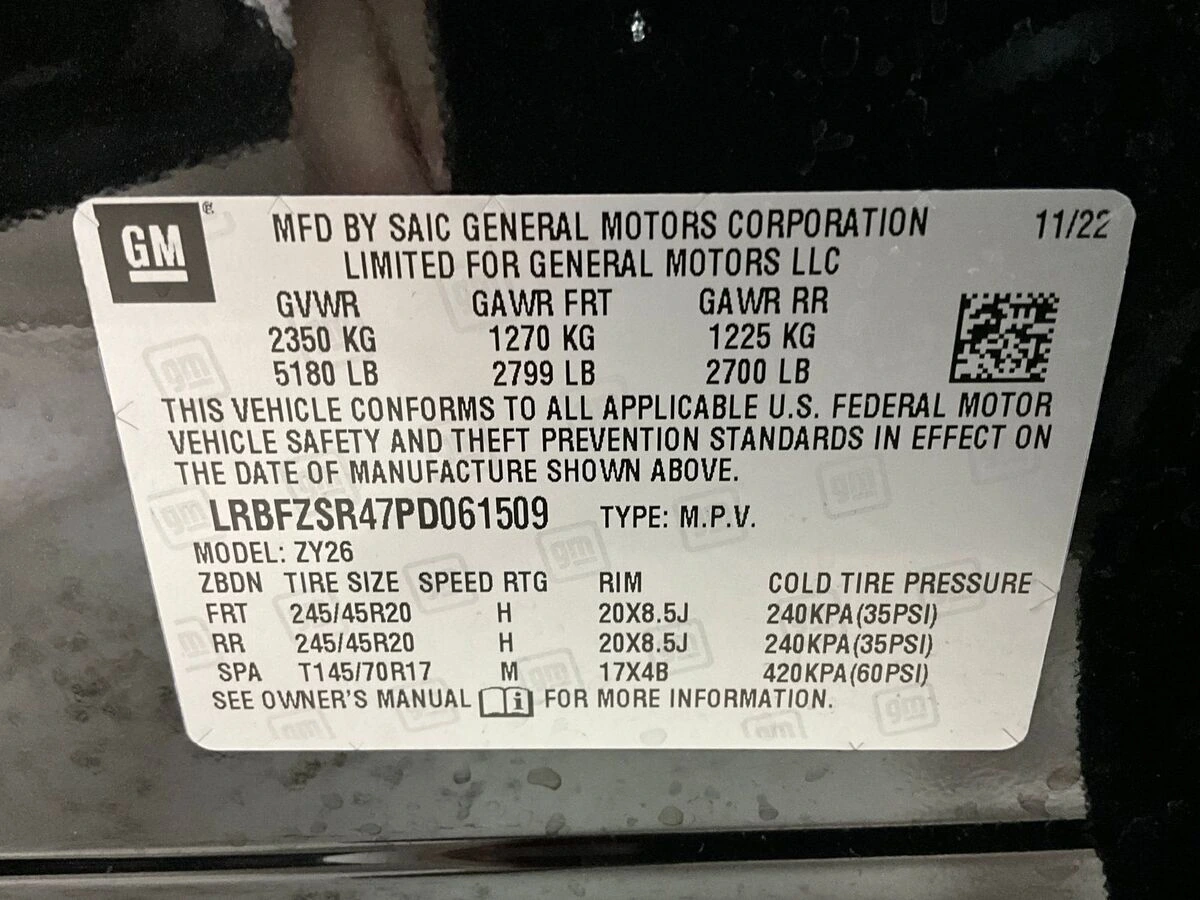 GM ®
MFD BY SAIC GENERAL MOTORS CORPORATION 11/22
LIMITED FOR GENERAL MOTORS LLC
GVWR GAWR FRT GAWR RR
2350 KG 1270 KG 1225 KG
5180 LB 2799 LB 2700 LB
THIS VEHICLE CONFORMS TO ALL APPLICABLE U.S. FEDERAL MOTOR
VEHICLE SAFETY AND THEFT PREVENTION STANDARDS IN EFFECT ON
THE DATE OF MANUFACTURE SHOWN ABOVE.
LRBFZSR47PD061509 TYPE: M.P.V.
MODEL: ZY26
ZBDN TIRE SIZE SPEED RTG RIM COLD TIRE PRESSURE
FRT 245/45R20 H 20X8.5J 240KPA(35PSI)
RR 245/45R20 H 20X8.5J 240KPA(35PSI)
SPA T145/70R17 M 17X4B 420KPA(60PSI)
SEE OWNER'S MANUAL i FOR MORE INFORMATION.